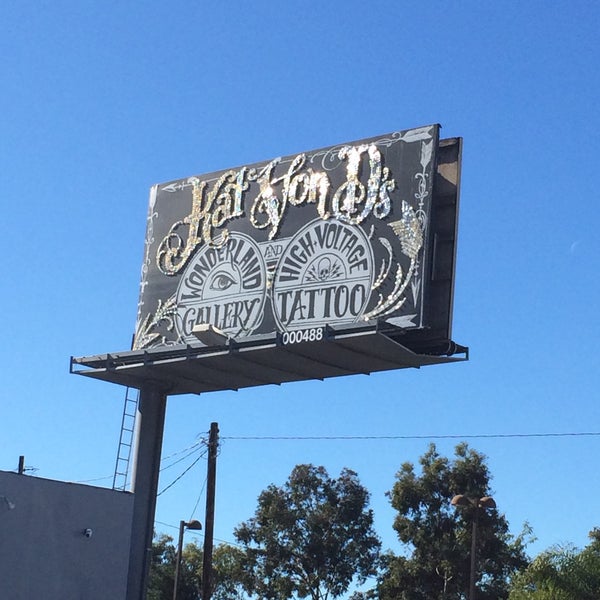 Kat Von D's
WONDERLAND
GALLERY
AND
HIGH·VOLTAGE
TATTOO
000488